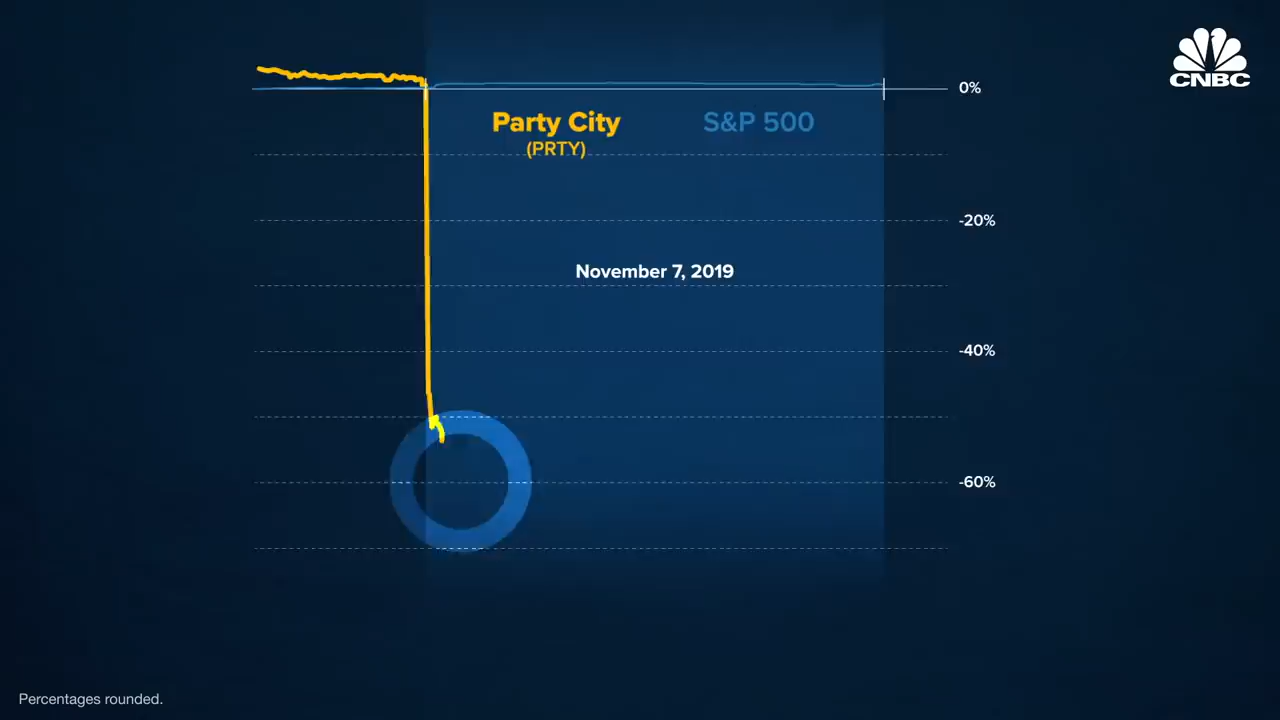 CNBC
0%
Party City
(PRTY)
S&P 500
-20%
November 7, 2019
-40%
-60%
Percentages rounded.